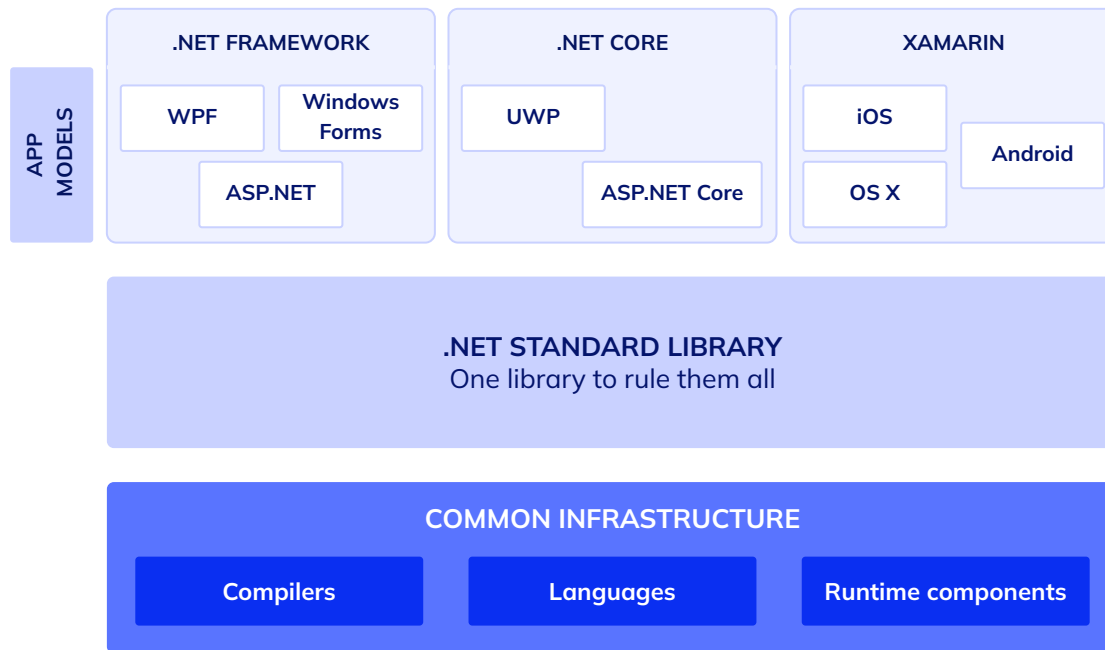 .NET FRAMEWORK
.NET CORE
XAMARIN
APP
MODELS
WPF
Windows
Forms
ASP.NET
UWP
ASP.NET Core
iOS
Android
OS X
.NET STANDARD LIBRARY
One library to rule them all
COMMON INFRASTRUCTURE
Compilers
Languages
Runtime components